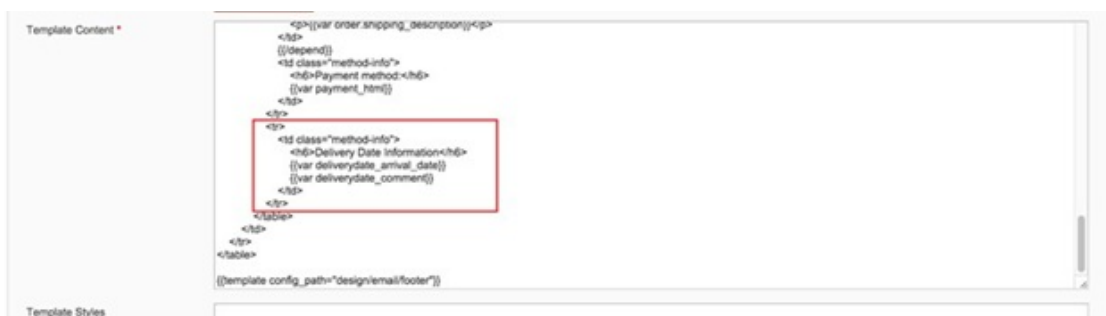 Template Content *
<p>{{var order.shipping_description}}</p>
</td>
{{/depend}}
<td class="method-info">
<h6>Payment method:</h6>
{{var payment_html}}
</td>
</tr>
<tr>
<td class="method-info">
<h6>Delivery Date Information</h6>
{{var deliverydate_arrival_date}}
{{var deliverydate_comment}}
</td>
</tr>
</table>
</td>
</tr>
</table>
{{template config_path="design/email/footer"}}
Template Styles